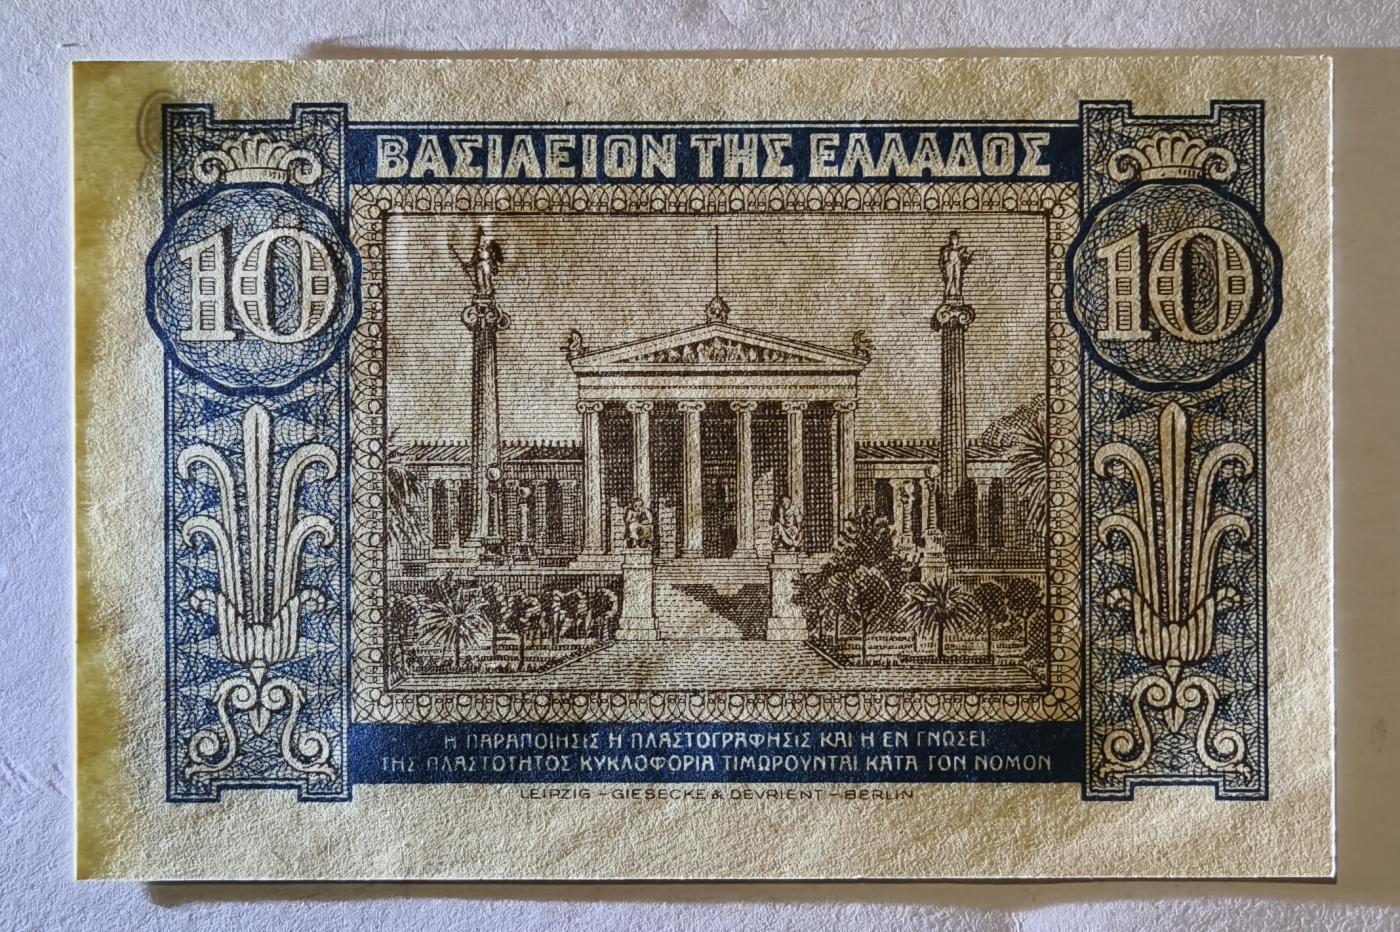 ΒΑΣΙΛΕΙΟΝ ΤΗΣ ΕΛΛΑΔΟΣ
10 10
Η ΠΑΡΑΠΟΙΗΣΙΣ Η ΠΛΑΣΤΟΓΡΑΦΗΣΙΣ ΚΑΙ Η ΕΝ ΓΝΩΣΕΙ
ΤΗΣ ΠΛΑΣΤΟΤΗΤΟΣ ΚΥΚΛΟΦΟΡΙΑ ΤΙΜΩΡΟΥΝΤΑΙ ΚΑΤΑ ΤΟΝ ΝΟΜΟΝ
LEIPZIG – GIESECKE & DEVRIENT – BERLIN